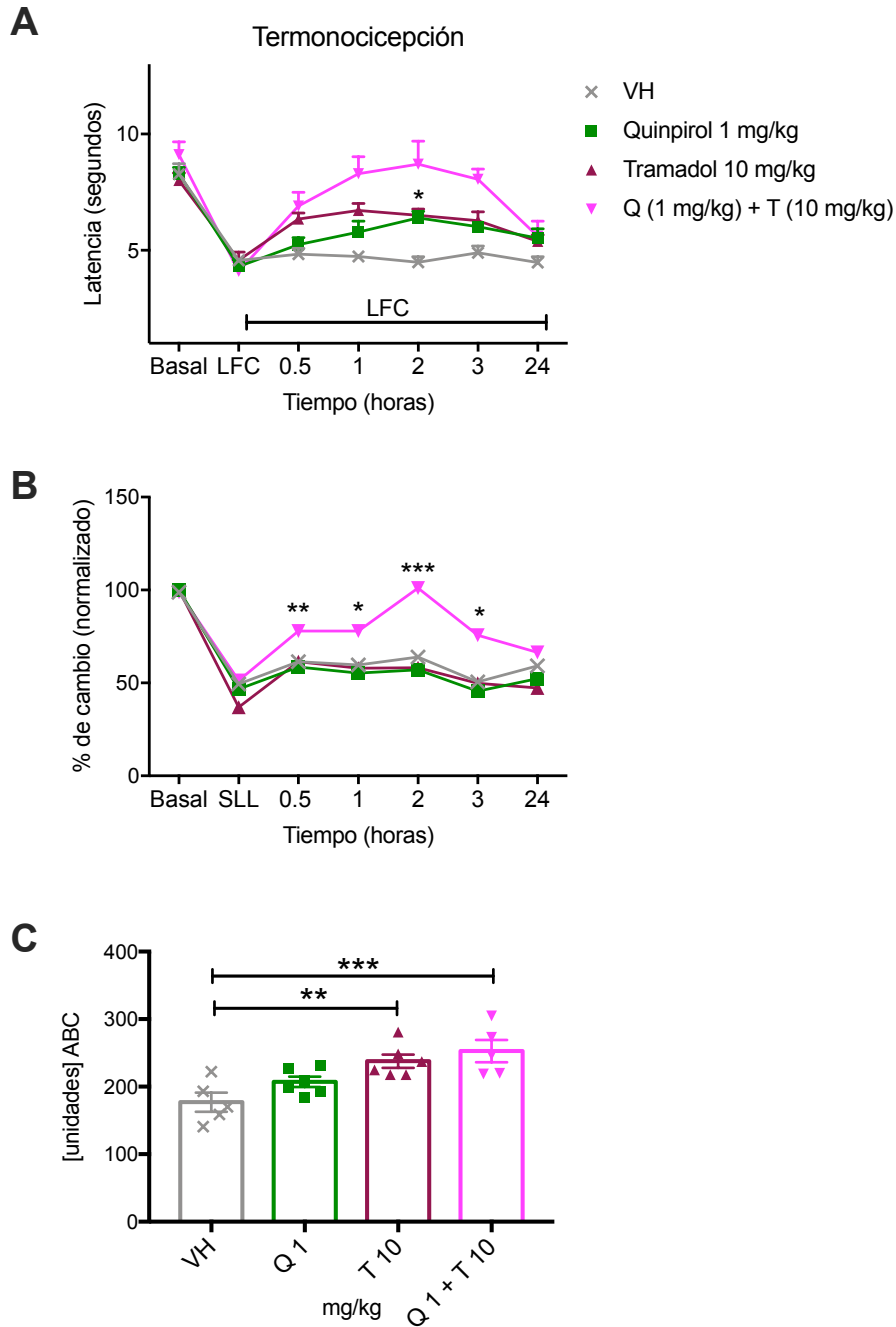 A
Termonocicepción
Latencia (segundos)
10
5
*
LFC
Basal LFC 0.5 1 2 3 24
Tiempo (horas)
VH
Quinpirol 1 mg/kg
Tramadol 10 mg/kg
Q (1 mg/kg) + T (10 mg/kg)
B
% de cambio (normalizado)
150
100
50
0
** * *** *
Basal SLL 0.5 1 2 3 24
Tiempo (horas)
C
[unidades] ABC
400
300
200
100
0
***
**
VH Q 1 T 10 Q 1 + T 10
mg/kg